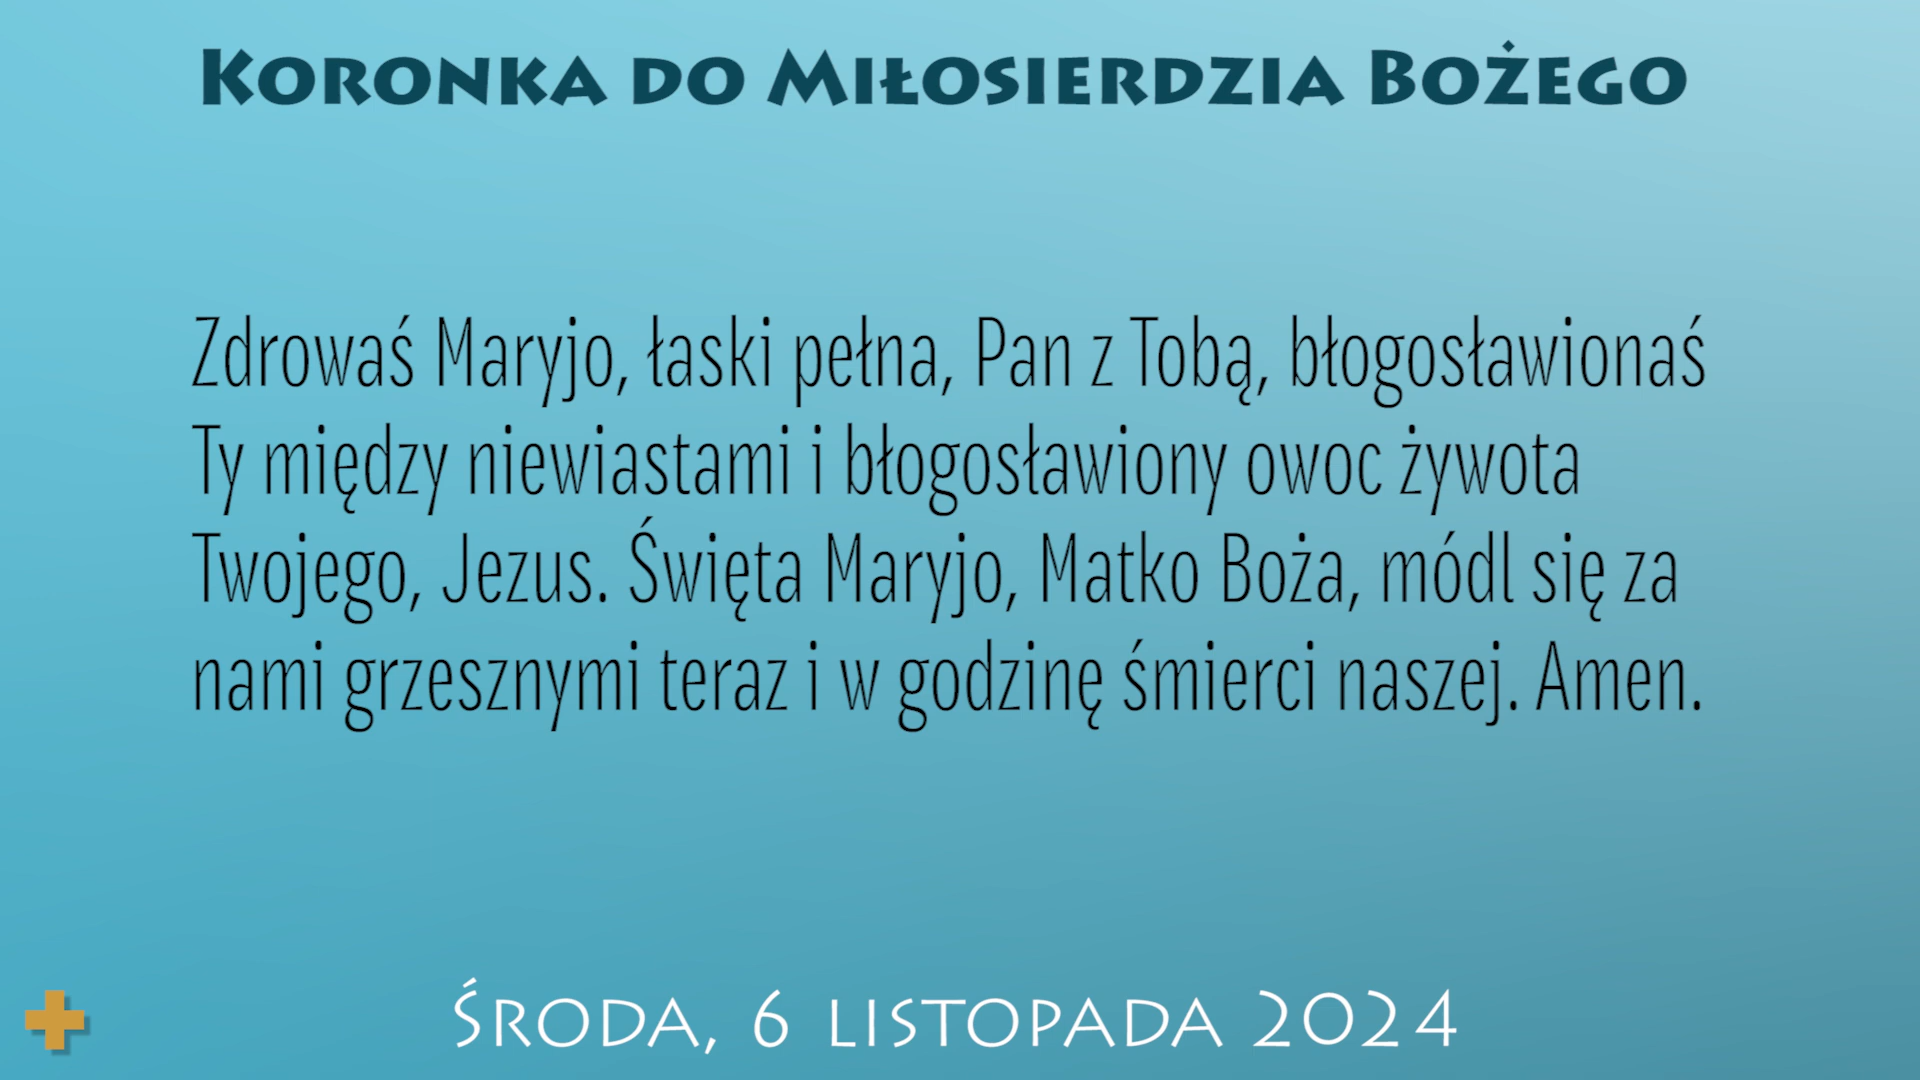 Koronka do Miłosierdzia Bożego
Zdrowaś Maryjo, łaski pełna, Pan z Tobą, błogosławionaś
Ty między niewiastami i błogosławiony owoc żywota
Twojego, Jezus. Święta Maryjo, Matko Boża, módl się za
nami grzesznymi teraz i w godzinę śmierci naszej. Amen.
Środa, 6 listopada 2024